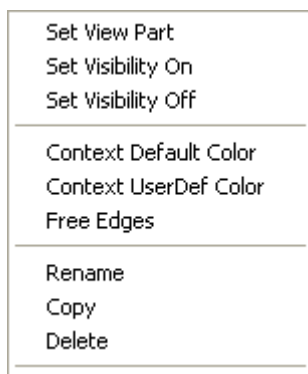 Set View Part
Set Visibility On
Set Visibility Off
Context Default Color
Context UserDef Color
Free Edges
Rename
Copy
Delete